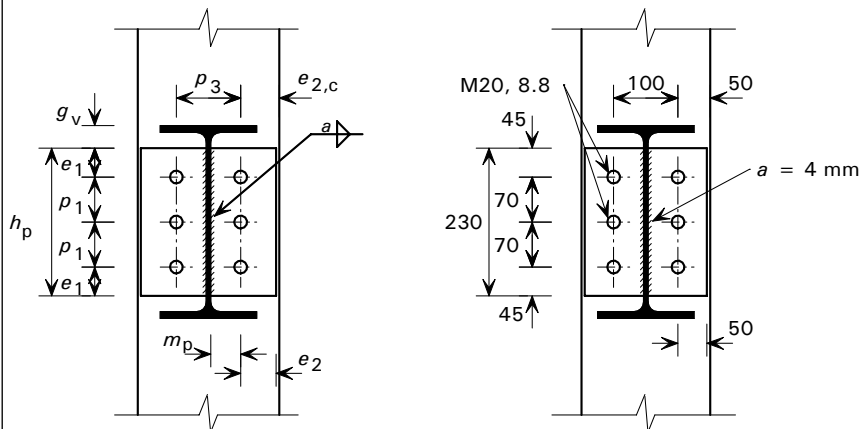 p3
e2,c
gv
a
e1
p1
hp
p1
e1
mp
e2
M20, 8.8
100
50
45
a = 4 mm
70
230
70
45
50